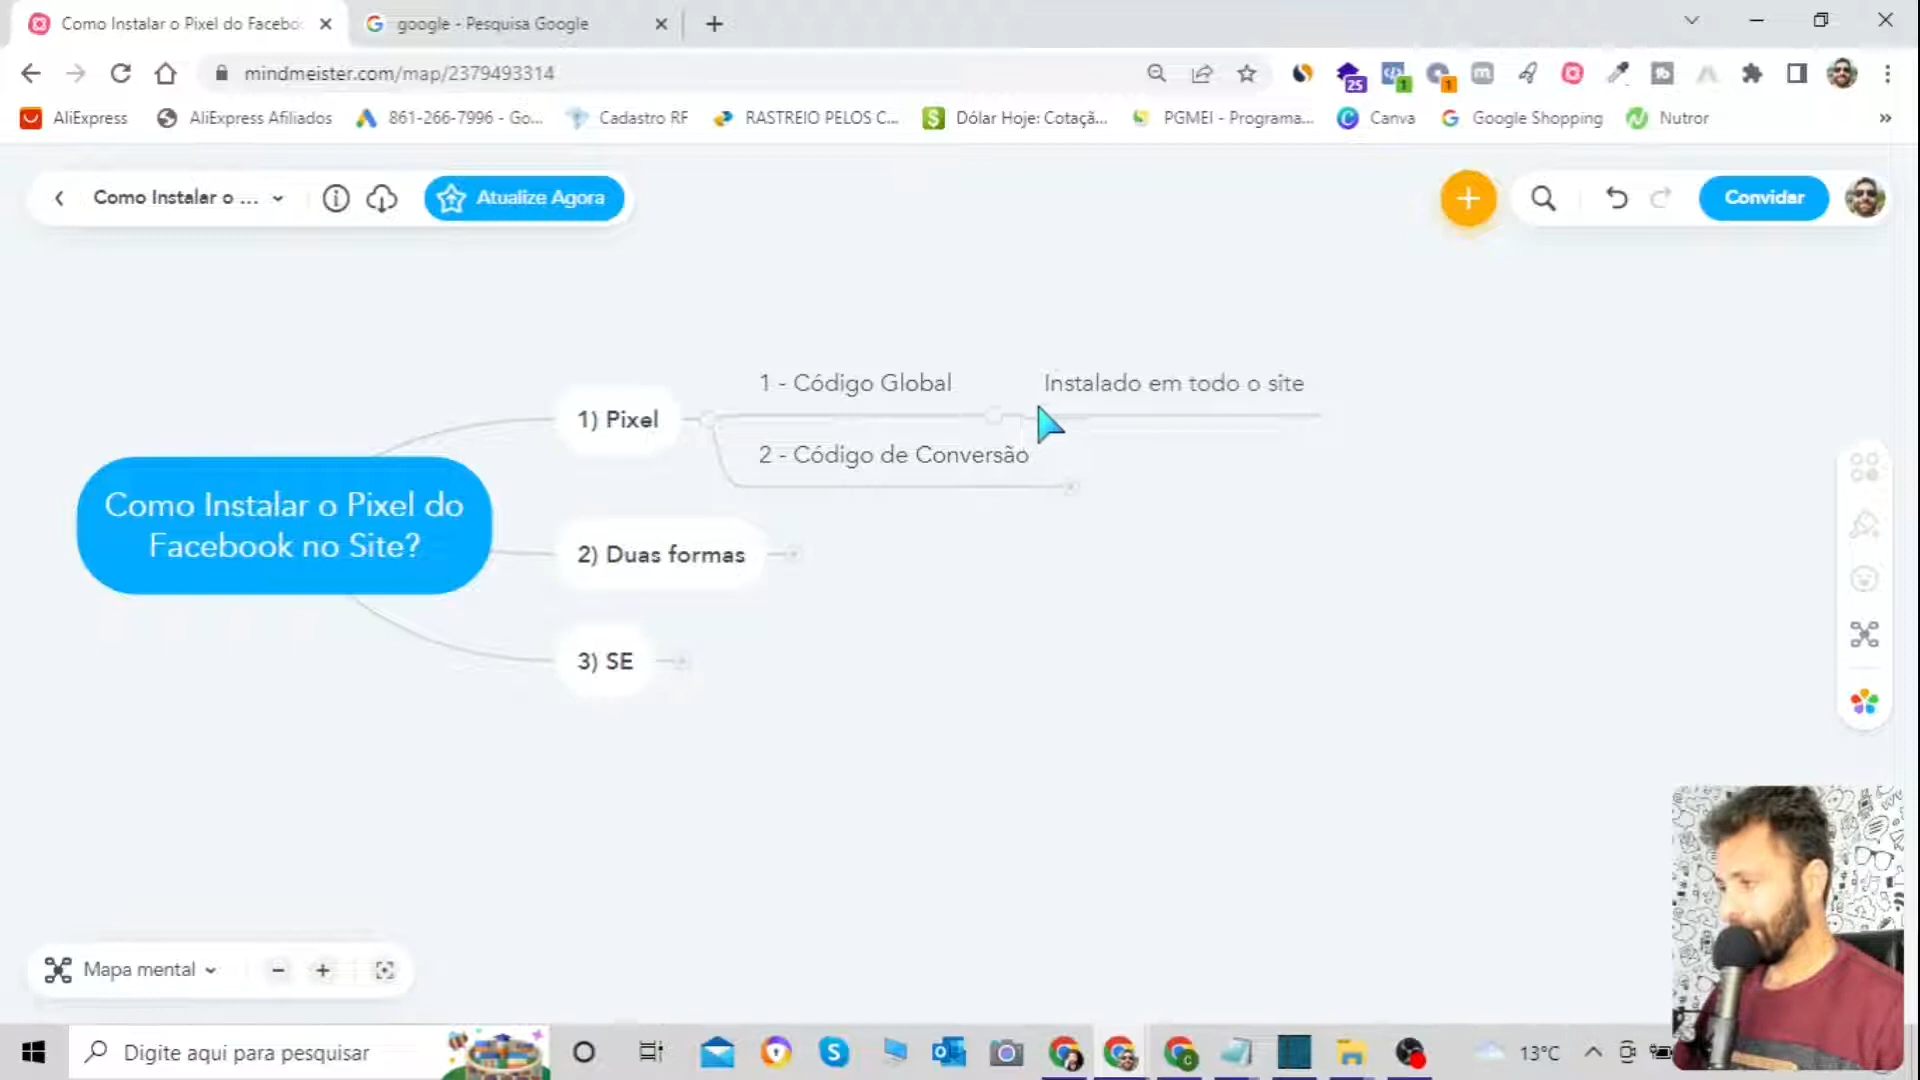 Como Instalar o Pixel do Facebo
google - Pesquisa Google
mindmeister.com/map/2379493314
25
1
1
AliExpress
AliExpress Afiliados
861-266-7996 - Go...
Cadastro RF
RASTREIO PELOS C...
Dólar Hoje: Cotaçã...
PGMEI - Programa...
Canva
Google Shopping
Nutror
»
Como Instalar o ...
Atualize Agora
Convidar
1 - Código Global
Instalado em todo o site
1) Pixel
2 - Código de Conversão
Como Instalar o Pixel do
Facebook no Site?
2) Duas formas
3) SE
Mapa mental
Digite aqui para pesquisar
13°C